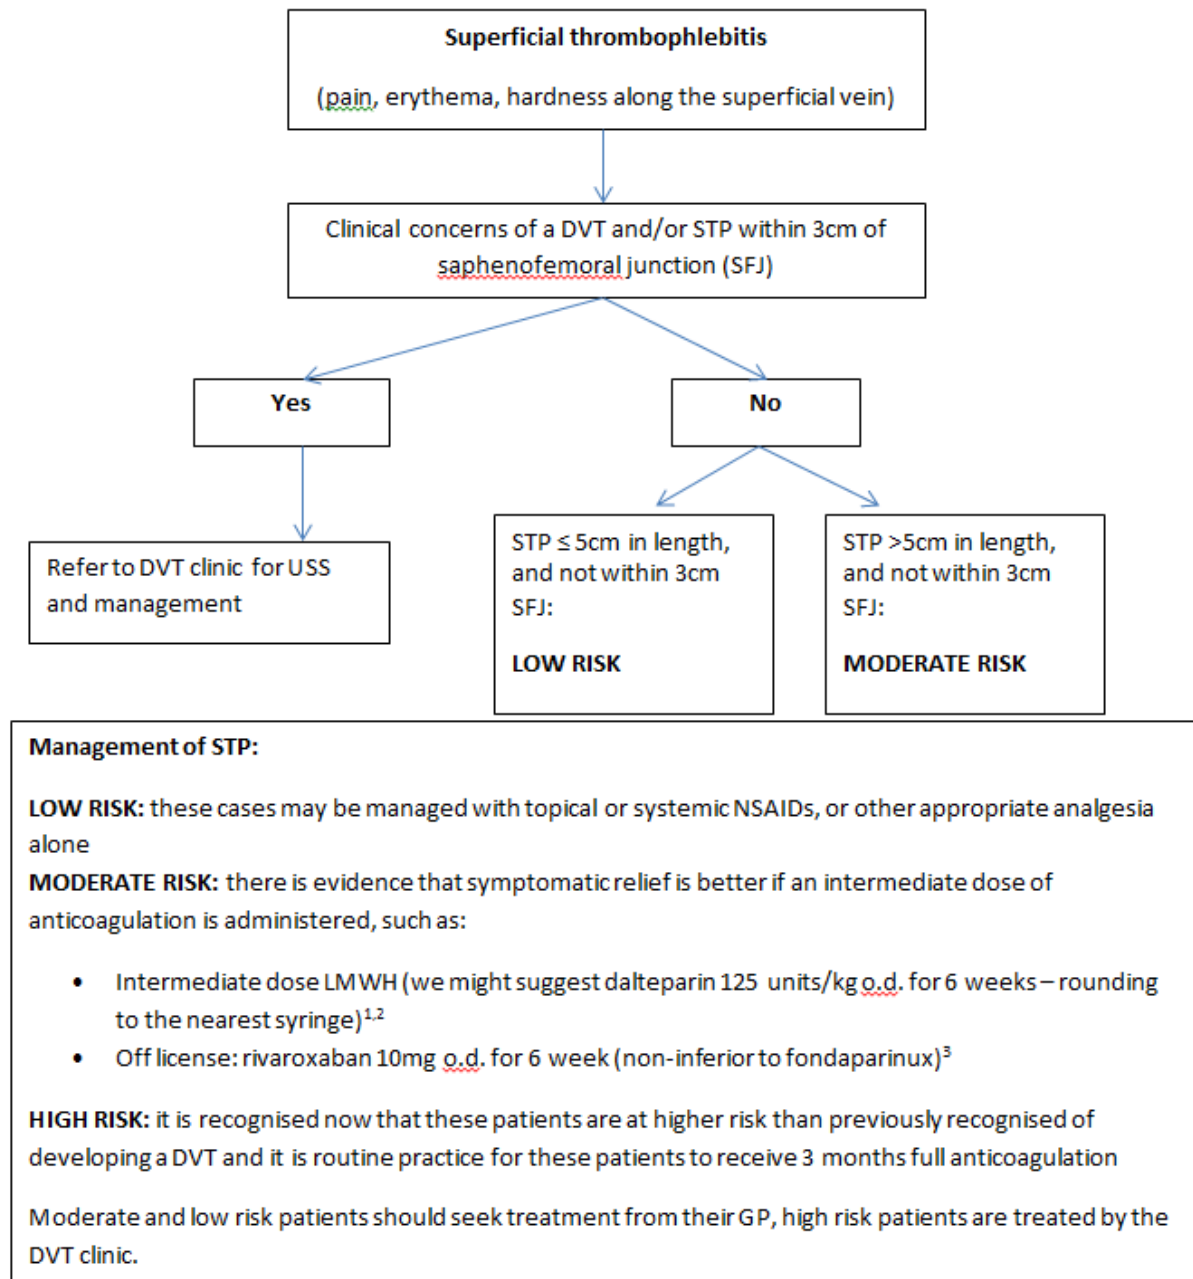 Superficial thrombophlebitis
(pain, erythema, hardness along the superficial vein)
Clinical concerns of a DVT and/or STP within 3cm of
saphenofemoral junction (SFJ)
Yes
No
Refer to DVT clinic for USS
and management
STP ≤ 5cm in length,
and not within 3cm
SFJ:
LOW RISK
STP >5cm in length,
and not within 3cm
SFJ:
MODERATE RISK
Management of STP:
LOW RISK: these cases may be managed with topical or systemic NSAIDs, or other appropriate analgesia
alone
MODERATE RISK: there is evidence that symptomatic relief is better if an intermediate dose of
anticoagulation is administered, such as:
• Intermediate dose LMWH (we might suggest dalteparin 125 units/kg o.d. for 6 weeks – rounding
to the nearest syringe)¹,²
• Off license: rivaroxaban 10mg o.d. for 6 week (non-inferior to fondaparinux)³
HIGH RISK: it is recognised now that these patients are at higher risk than previously recognised of
developing a DVT and it is routine practice for these patients to receive 3 months full anticoagulation
Moderate and low risk patients should seek treatment from their GP, high risk patients are treated by the
DVT clinic.